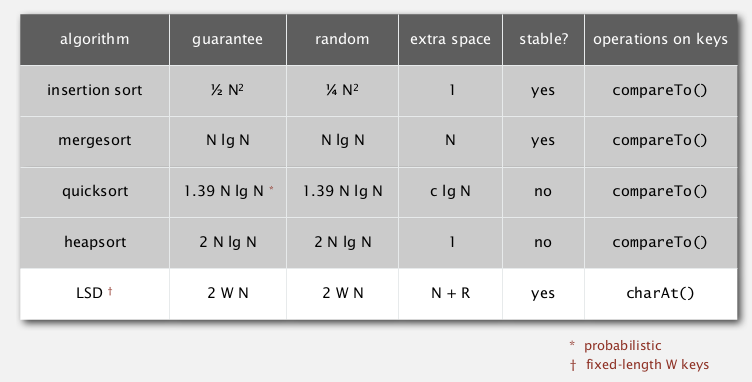 algorithm guarantee random extra space stable? operations on keys
insertion sort ½ N² ¼ N² 1 yes compareTo()
mergesort N lg N N lg N N yes compareTo()
quicksort 1.39 N lg N * 1.39 N lg N c lg N no compareTo()
heapsort 2 N lg N 2 N lg N 1 no compareTo()
LSD † 2 W N 2 W N N + R yes charAt()
* probabilistic
† fixed-length W keys